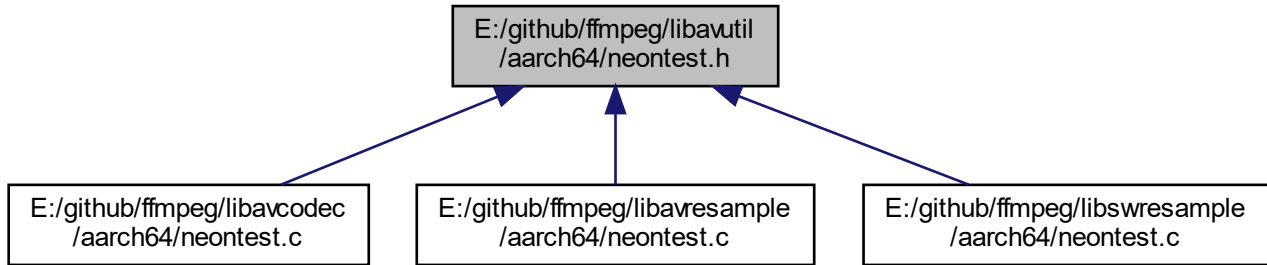 E:/github/ffmpeg/libavutil
/aarch64/neontest.h
E:/github/ffmpeg/libavcodec
/aarch64/neontest.c
E:/github/ffmpeg/libavresample
/aarch64/neontest.c
E:/github/ffmpeg/libswresample
/aarch64/neontest.c